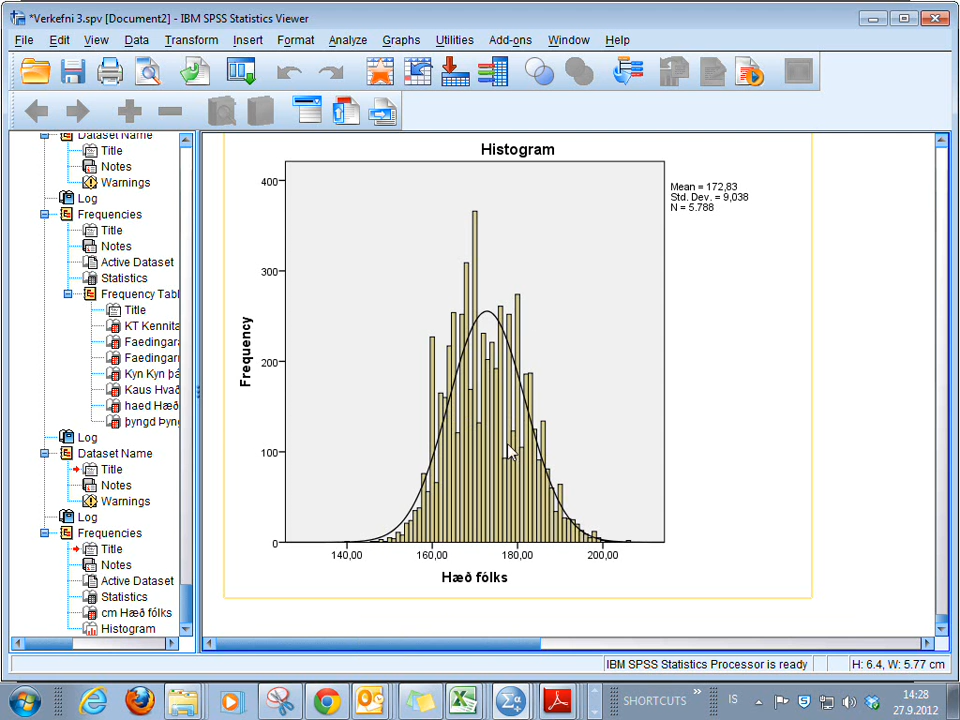 *Verkefni 3.spv [Document2] - IBM SPSS Statistics Viewer
File Edit View Data Transform Insert Format Analyze Graphs Utilities Add-ons Window Help
Dataset Name
Title
Notes
Warnings
Log
Frequencies
Title
Notes
Active Dataset
Statistics
Frequency Tabl
Title
KT Kennita
Faedingar
Faedingarr
Kyn Kyn þá
Kaus Hvað
haed Hæð
þyngd Þyng
Log
Dataset Name
Title
Notes
Warnings
Log
Frequencies
Title
Notes
Active Dataset
Statistics
cm Hæð fólks
Histogram
Histogram
Mean = 172,83
Std. Dev. = 9,038
N = 5.788
Frequency
400
300
200
100
0
140,00 160,00 180,00 200,00
Hæð fólks
IBM SPSS Statistics Processor is ready H: 6.4, W: 5.77 cm
SHORTCUTS » IS 14:28
27.9.2012